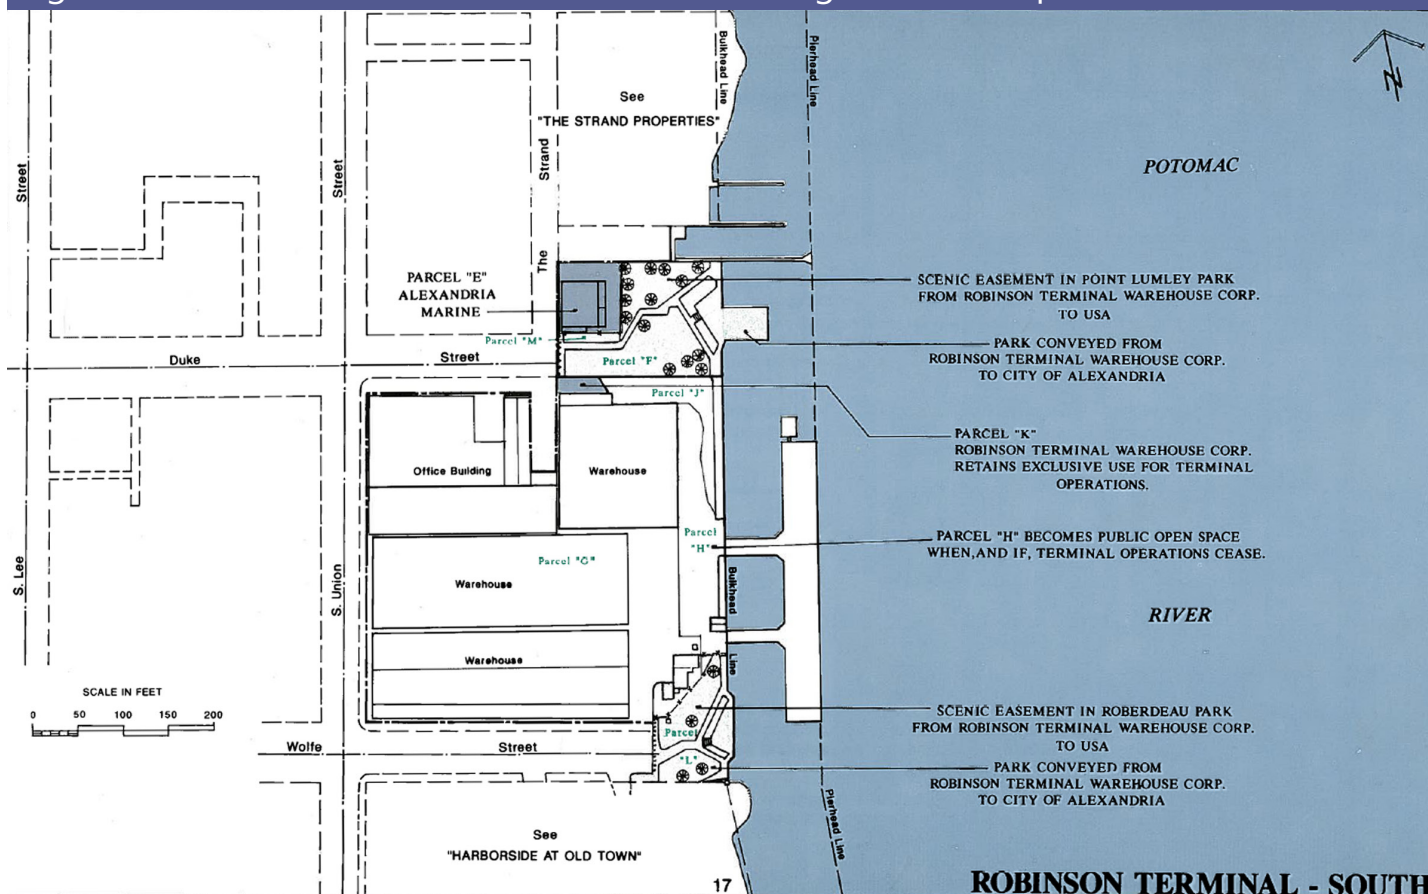 Bulkhead Line
Pierhead Line
N
See
"THE STRAND PROPERTIES"
Street
Street
Strand
The
POTOMAC
PARCEL "E"
ALEXANDRIA
MARINE
SCENIC EASEMENT IN POINT LUMLEY PARK
FROM ROBINSON TERMINAL WAREHOUSE CORP.
TO USA
Parcel "M"
PARK CONVEYED FROM
ROBINSON TERMINAL WAREHOUSE CORP.
TO CITY OF ALEXANDRIA
Duke
Street
Parcel "F"
Parcel "J"
PARCEL "K"
ROBINSON TERMINAL WAREHOUSE CORP.
RETAINS EXCLUSIVE USE FOR TERMINAL
OPERATIONS.
Office Building
Warehouse
Parcel
"H"
PARCEL "H" BECOMES PUBLIC OPEN SPACE
WHEN, AND IF, TERMINAL OPERATIONS CEASE.
Parcel "G"
Warehouse
S. Lee
S. Union
Bulkhead
Line
RIVER
Warehouse
SCALE IN FEET
0 50 100 150 200
SCENIC EASEMENT IN ROBERDEAU PARK
FROM ROBINSON TERMINAL WAREHOUSE CORP.
TO USA
Parcel
"L"
Wolfe
Street
PARK CONVEYED FROM
ROBINSON TERMINAL WAREHOUSE CORP.
TO CITY OF ALEXANDRIA
Pierhead Line
See
"HARBORSIDE AT OLD TOWN"
17
ROBINSON TERMINAL - SOUTH